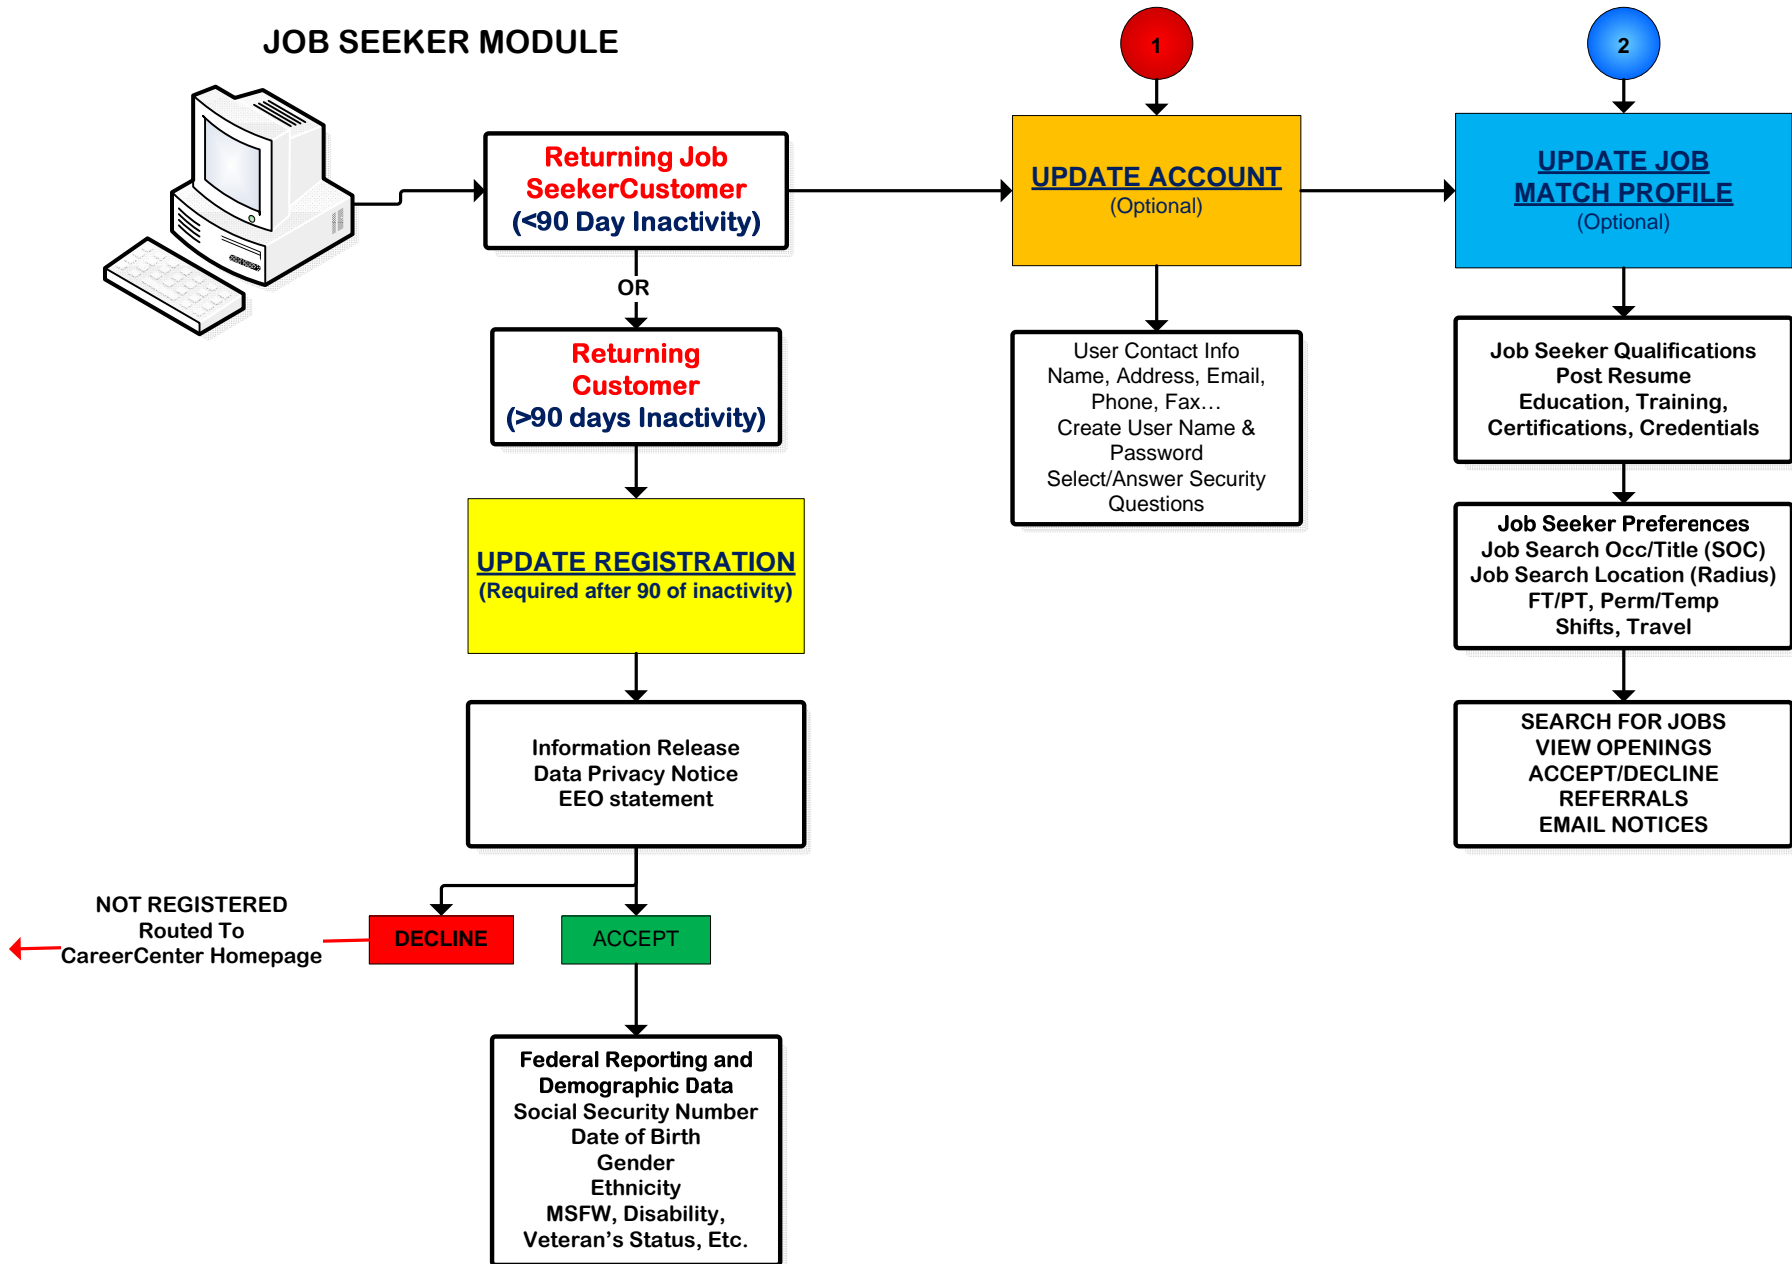 JOB SEEKER MODULE
1
2
Returning Job
SeekerCustomer
(<90 Day Inactivity)
UPDATE ACCOUNT
(Optional)
UPDATE JOB
MATCH PROFILE
(Optional)
OR
Returning
Customer
(>90 days Inactivity)
User Contact Info
Name, Address, Email,
Phone, Fax…
Create User Name &
Password
Select/Answer Security
Questions
Job Seeker Qualifications
Post Resume
Education, Training,
Certifications, Credentials
UPDATE REGISTRATION
(Required after 90 of inactivity)
Job Seeker Preferences
Job Search Occ/Title (SOC)
Job Search Location (Radius)
FT/PT, Perm/Temp
Shifts, Travel
Information Release
Data Privacy Notice
EEO statement
SEARCH FOR JOBS
VIEW OPENINGS
ACCEPT/DECLINE
REFERRALS
EMAIL NOTICES
NOT REGISTERED
Routed To
CareerCenter Homepage
DECLINE
ACCEPT
Federal Reporting and
Demographic Data
Social Security Number
Date of Birth
Gender
Ethnicity
MSFW, Disability,
Veteran's Status, Etc.